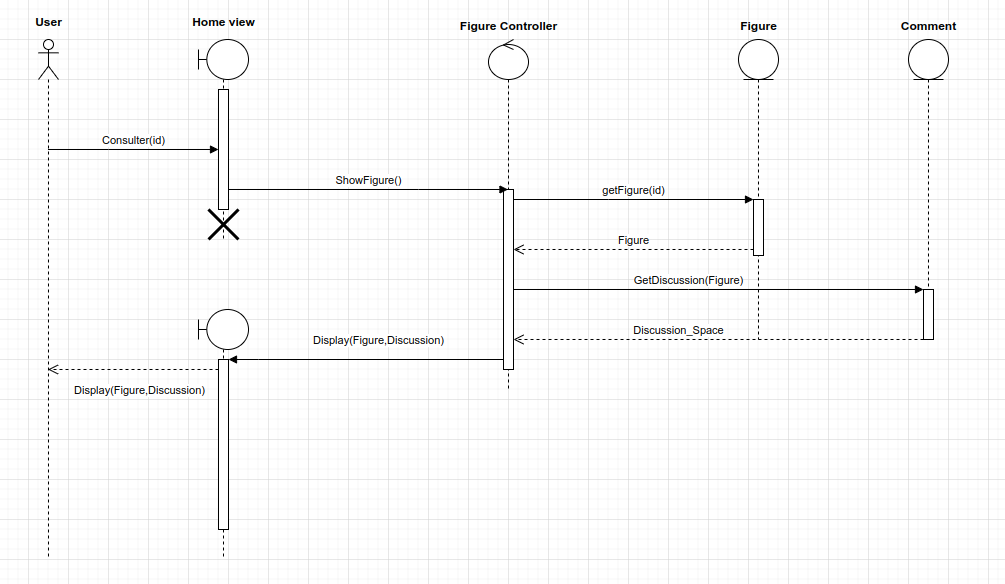 User
Home view
Figure Controller
Figure
Comment
Consulter(id)
ShowFigure()
getFigure(id)
Figure
GetDiscussion(Figure)
Discussion_Space
Display(Figure,Discussion)
Display(Figure,Discussion)